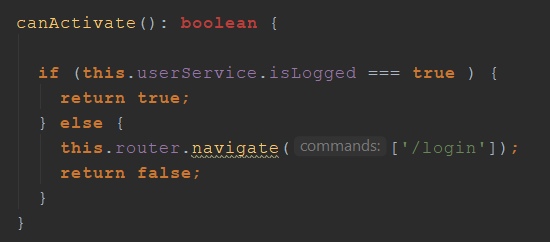 canActivate(): boolean {
if (this.userService.isLogged === true ) {
return true;
} else {
this.router.navigate( commands: ['/login']);
return false;
}
}